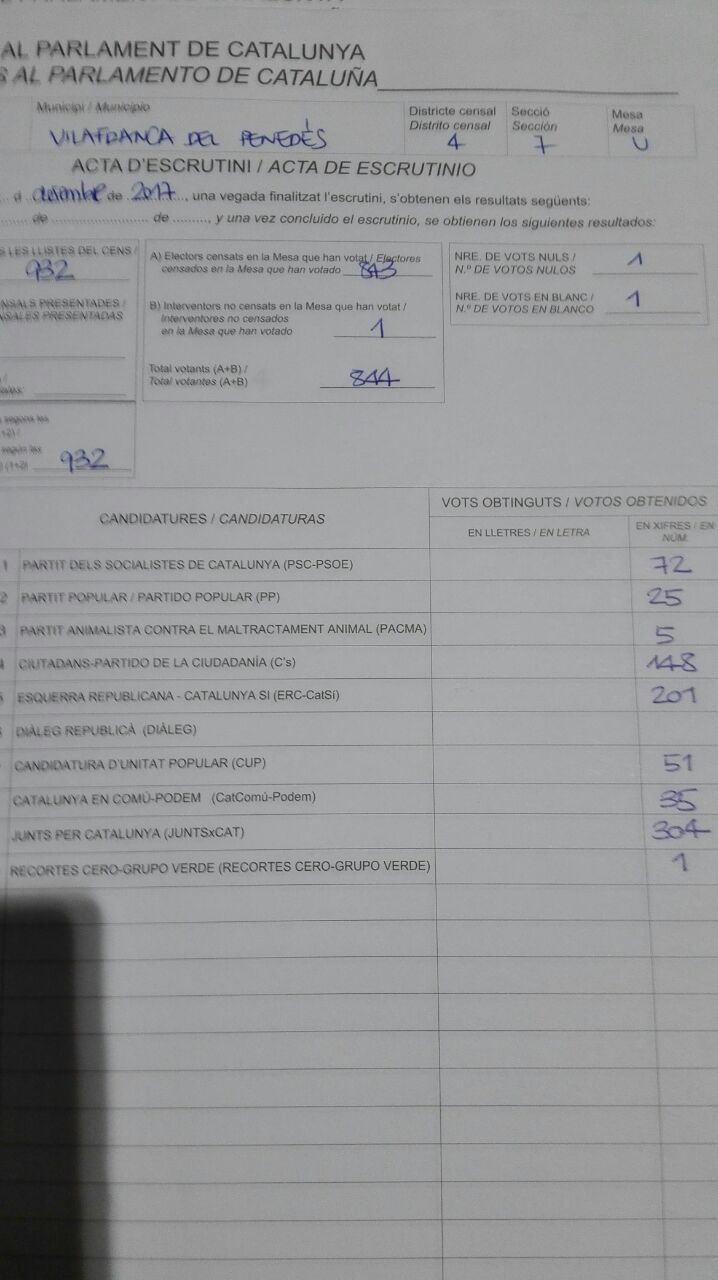 AL PARLAMENT DE CATALUNYA
S AL PARLAMENTO DE CATALUÑA
Municipi / Municipio
VILAFRANCA DEL PENEDÉS
Districte censal
Distrito censal
4
Secció
Sección
7
Mesa
Mesa
U
ACTA D'ESCRUTINI / ACTA DE ESCRUTINIO
d desembre de 2017, una vegada finalitzat l'escrutini, s'obtenen els resultats següents:
de de , y una vez concluido el escrutinio, se obtienen los siguientes resultados:
LES LLISTES DEL CENS /
932
NSALS PRESENTADES /
NSALES PRESENTADAS
segons les
(1+2) /
según las
(1+2) 932
A) Electors censats en la Mesa que han votat / Electores
censados en la Mesa que han votado 843
B) Interventors no censats en la Mesa que han votat /
Interventores no censados
en la Mesa que han votado 1
Total votants (A+B) /
Total votantes (A+B) 844
NRE. DE VOTS NULS /
N.º DE VOTOS NULOS 1
NRE. DE VOTS EN BLANC /
N.º DE VOTOS EN BLANCO 1
CANDIDATURES / CANDIDATURAS
VOTS OBTINGUTS / VOTOS OBTENIDOS
EN LLETRES / EN LETRA
EN XIFRES / EN
NÚM.
1 PARTIT DELS SOCIALISTES DE CATALUNYA (PSC-PSOE) 72
2 PARTIT POPULAR / PARTIDO POPULAR (PP) 25
3 PARTIT ANIMALISTA CONTRA EL MALTRACTAMENT ANIMAL (PACMA) 5
4 CIUTADANS-PARTIDO DE LA CIUDADANÍA (C's) 148
ESQUERRA REPUBLICANA - CATALUNYA SI (ERC-CatSí) 201
DIÀLEG REPUBLICÀ (DIÀLEG)
CANDIDATURA D'UNITAT POPULAR (CUP) 51
CATALUNYA EN COMÚ-PODEM (CatComú-Podem) 35
JUNTS PER CATALUNYA (JUNTSxCAT) 304
RECORTES CERO-GRUPO VERDE (RECORTES CERO-GRUPO VERDE) 1